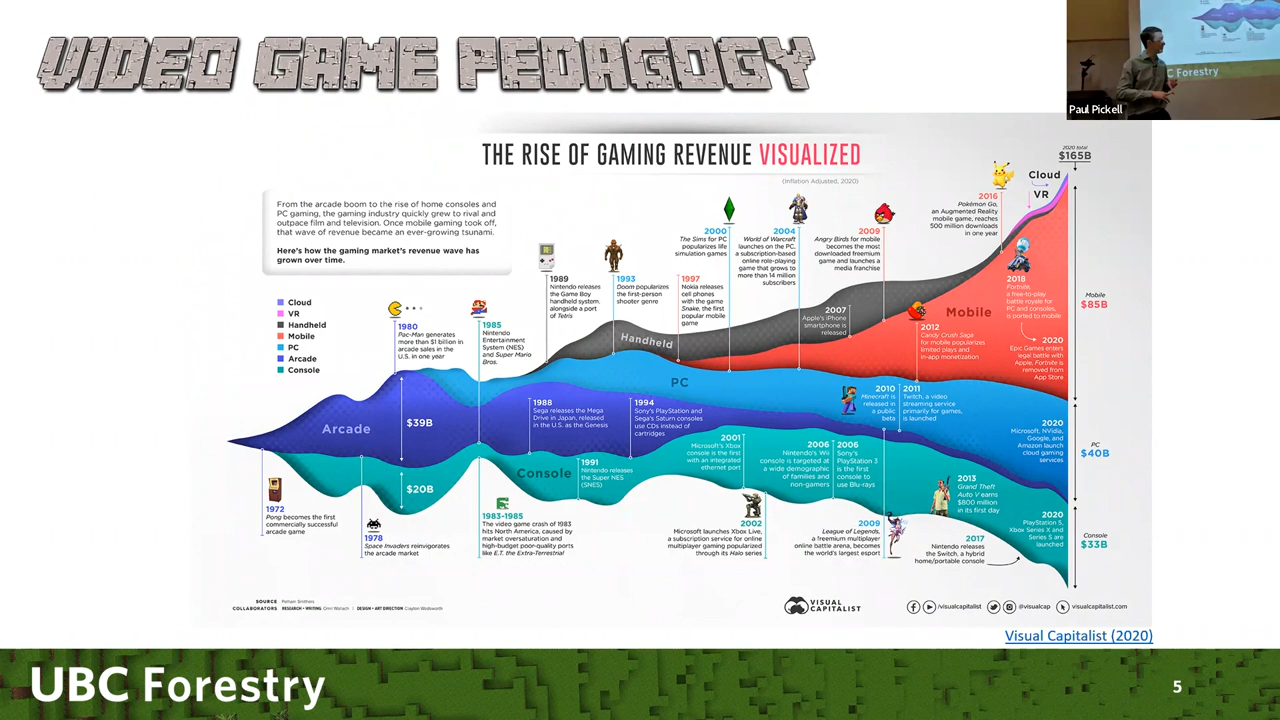 VIDEO GAME PEDAGOGY
C Forestry
Paul Pickell
THE RISE OF GAMING REVENUE VISUALIZED
(Inflation Adjusted, 2020)
2020 total
$165B
From the arcade boom to the rise of home consoles and
PC gaming, the gaming industry quickly grew to rival and
outpace film and television. Once mobile gaming took off,
that wave of revenue became an ever-growing tsunami.
Here's how the gaming market's revenue wave has
grown over time.
Cloud
VR
Handheld
Mobile
PC
Arcade
Console
1980
Pac-Man generates
more than $1 billion in
arcade sales in the
U.S. in one year
1985
Nintendo
Entertainment
System (NES)
and Super Mario
Bros.
1989
Nintendo releases
the Game Boy
handheld system,
alongside a port
of Tetris
1993
Doom popularizes
the first-person
shooter genre
1997
Nokia releases
cell phones
with the game
Snake, the first
popular mobile
game
2000
The Sims for PC
popularizes life
simulation games
2004
World of Warcraft
launches on the PC,
a subscription-based
online role-playing
game that grows to
more than 14 million
subscribers
2009
Angry Birds for mobile
becomes the most
downloaded freemium
game and launches a
media franchise
2007
Apple's iPhone
smartphone is
released
2016
Pokémon Go,
an Augmented Reality
mobile game, reaches
500 million downloads
in one year
Cloud
VR
2018
Fortnite,
a free-to-play
battle royale for
PC and consoles,
is ported to mobile
2012
Candy Crush Saga
for mobile popularizes
limited plays and
in-app monetization
2020
Epic Games enters
legal battle with
Apple, Fortnite is
removed from
App Store
Handheld
Mobile
PC
Arcade
Console
$39B
$20B
Mobile
$85B
PC
$40B
Console
$33B
1988
Sega releases the Mega
Drive in Japan, released
in the U.S. as the Genesis
1994
Sony's PlayStation and
Sega's Saturn consoles
use CDs instead of
cartridges
2010
Minecraft is
released in
a public
beta
2011
Twitch, a video
streaming service
primarily for games,
is launched
2020
Microsoft, NVidia,
Google, and
Amazon launch
cloud gaming
services
1991
Nintendo releases
the Super NES
(SNES)
2001
Microsoft's Xbox
console is the first
with an integrated
ethernet port
2006
Nintendo's Wii
console is targeted at
a wide demographic
of families and
non-gamers
2006
Sony's
PlayStation 3
is the first
console to
use Blu-rays
2013
Grand Theft
Auto V earns
$800 million
in its first day
2020
PlayStation 5,
Xbox Series X and
Series S are
launched
1972
Pong becomes the first
commercially successful
arcade game
1978
Space Invaders reinvigorates
the arcade market
1983-1985
The video game crash of 1983
hits North America, caused by
market oversaturation and
high-budget poor-quality ports
like E.T. the Extra-Terrestrial
2002
Microsoft launches Xbox Live,
a subscription service for online
multiplayer gaming popularized
through its Halo series
2009
League of Legends,
a freemium multiplayer
online battle arena, becomes
the world's largest esport
2017
Nintendo releases
the Switch, a hybrid
home/portable console
SOURCE Pelham Smithers
COLLABORATORS RESEARCH + WRITING Omri Wallach | DESIGN + ART DIRECTION Clayton Wadsworth
VISUAL
CAPITALIST
/visualcapitalist @visualcap visualcapitalist.com
Visual Capitalist (2020)
UBC Forestry
5